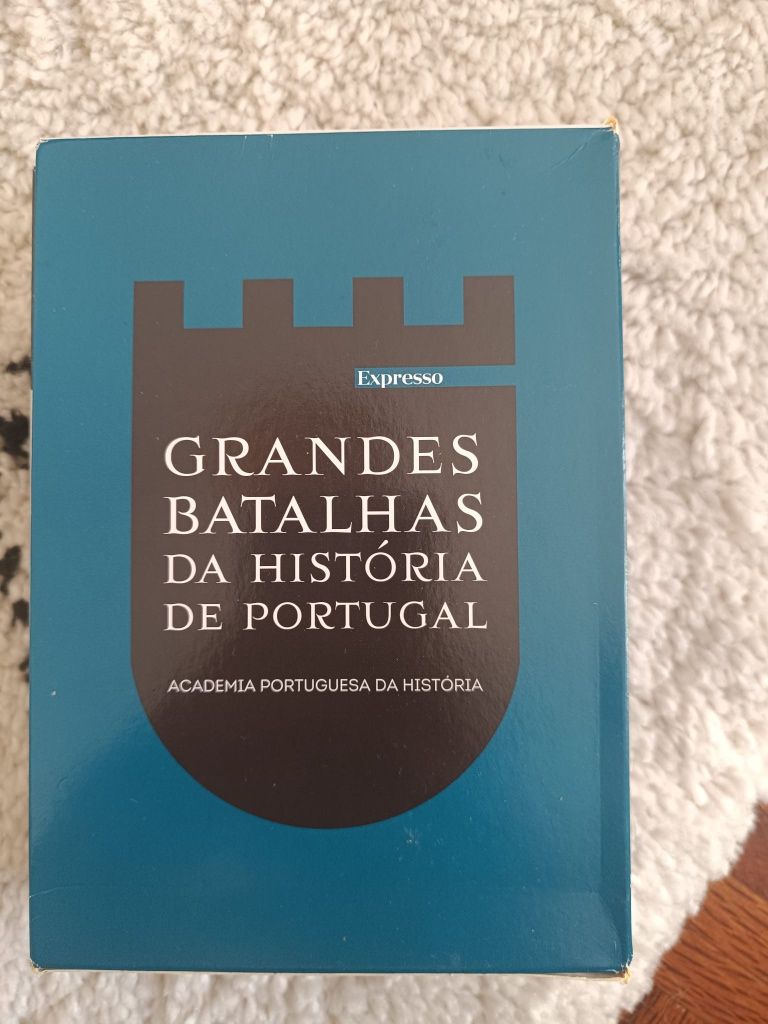 Expresso
GRANDES
BATALHAS
DA HISTÓRIA
DE PORTUGAL
ACADEMIA PORTUGUESA DA HISTÓRIA